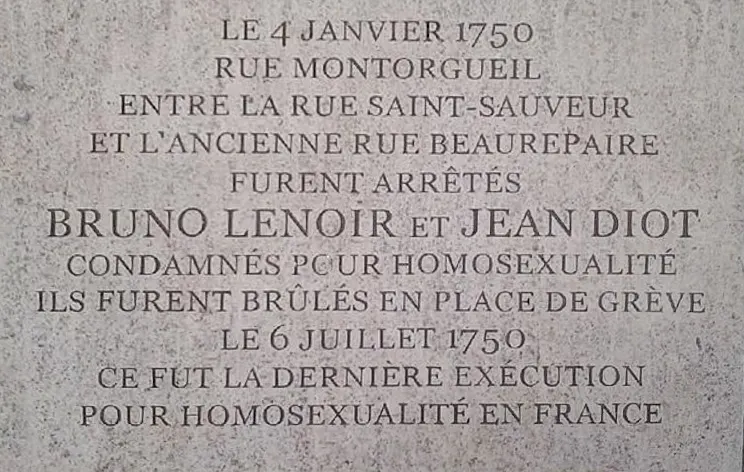 LE 4 JANVIER 1750
RUE MONTORGUEIL
ENTRE LA RUE SAINT-SAUVEUR
ET L'ANCIENNE RUE BEAUREPAIRE
FURENT ARRÊTÉS
BRUNO LENOIR ET JEAN DIOT
CONDAMNÉS POUR HOMOSEXUALITÉ
ILS FURENT BRÛLÉS EN PLACE DE GRÈVE
LE 6 JUILLET 1750
CE FUT LA DERNIÈRE EXÉCUTION
POUR HOMOSEXUALITÉ EN FRANCE